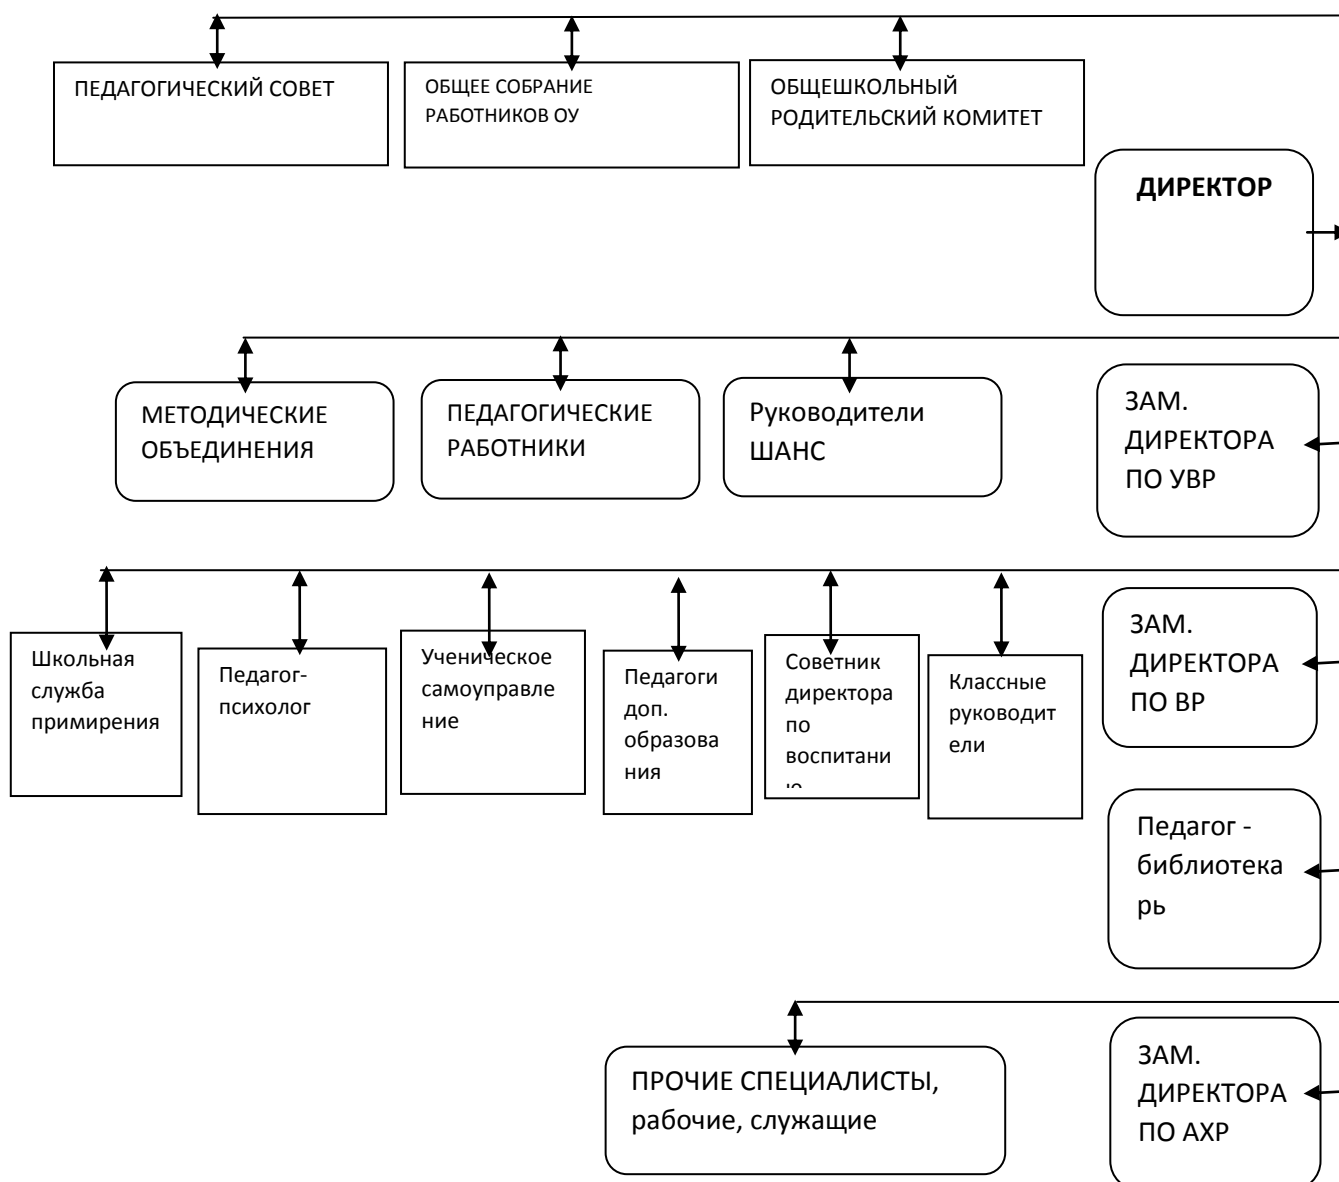 ПЕДАГОГИЧЕСКИЙ СОВЕТ
ОБЩЕЕ СОБРАНИЕ
РАБОТНИКОВ ОУ
ОБЩЕШКОЛЬНЫЙ
РОДИТЕЛЬСКИЙ КОМИТЕТ
ДИРЕКТОР
МЕТОДИЧЕСКИЕ
ОБЪЕДИНЕНИЯ
ПЕДАГОГИЧЕСКИЕ
РАБОТНИКИ
Руководители
ШАНС
ЗАМ.
ДИРЕКТОРА
ПО УВР
Школьная
служба
примирения
Педагог-
психолог
Ученическое
самоуправле
ние
Педагоги
доп.
образова
ния
Советник
директора
по
воспитани
ю
Классные
руководит
ели
ЗАМ.
ДИРЕКТОРА
ПО ВР
Педагог -
библиотека
рь
ПРОЧИЕ СПЕЦИАЛИСТЫ,
рабочие, служащие
ЗАМ.
ДИРЕКТОРА
ПО АХР